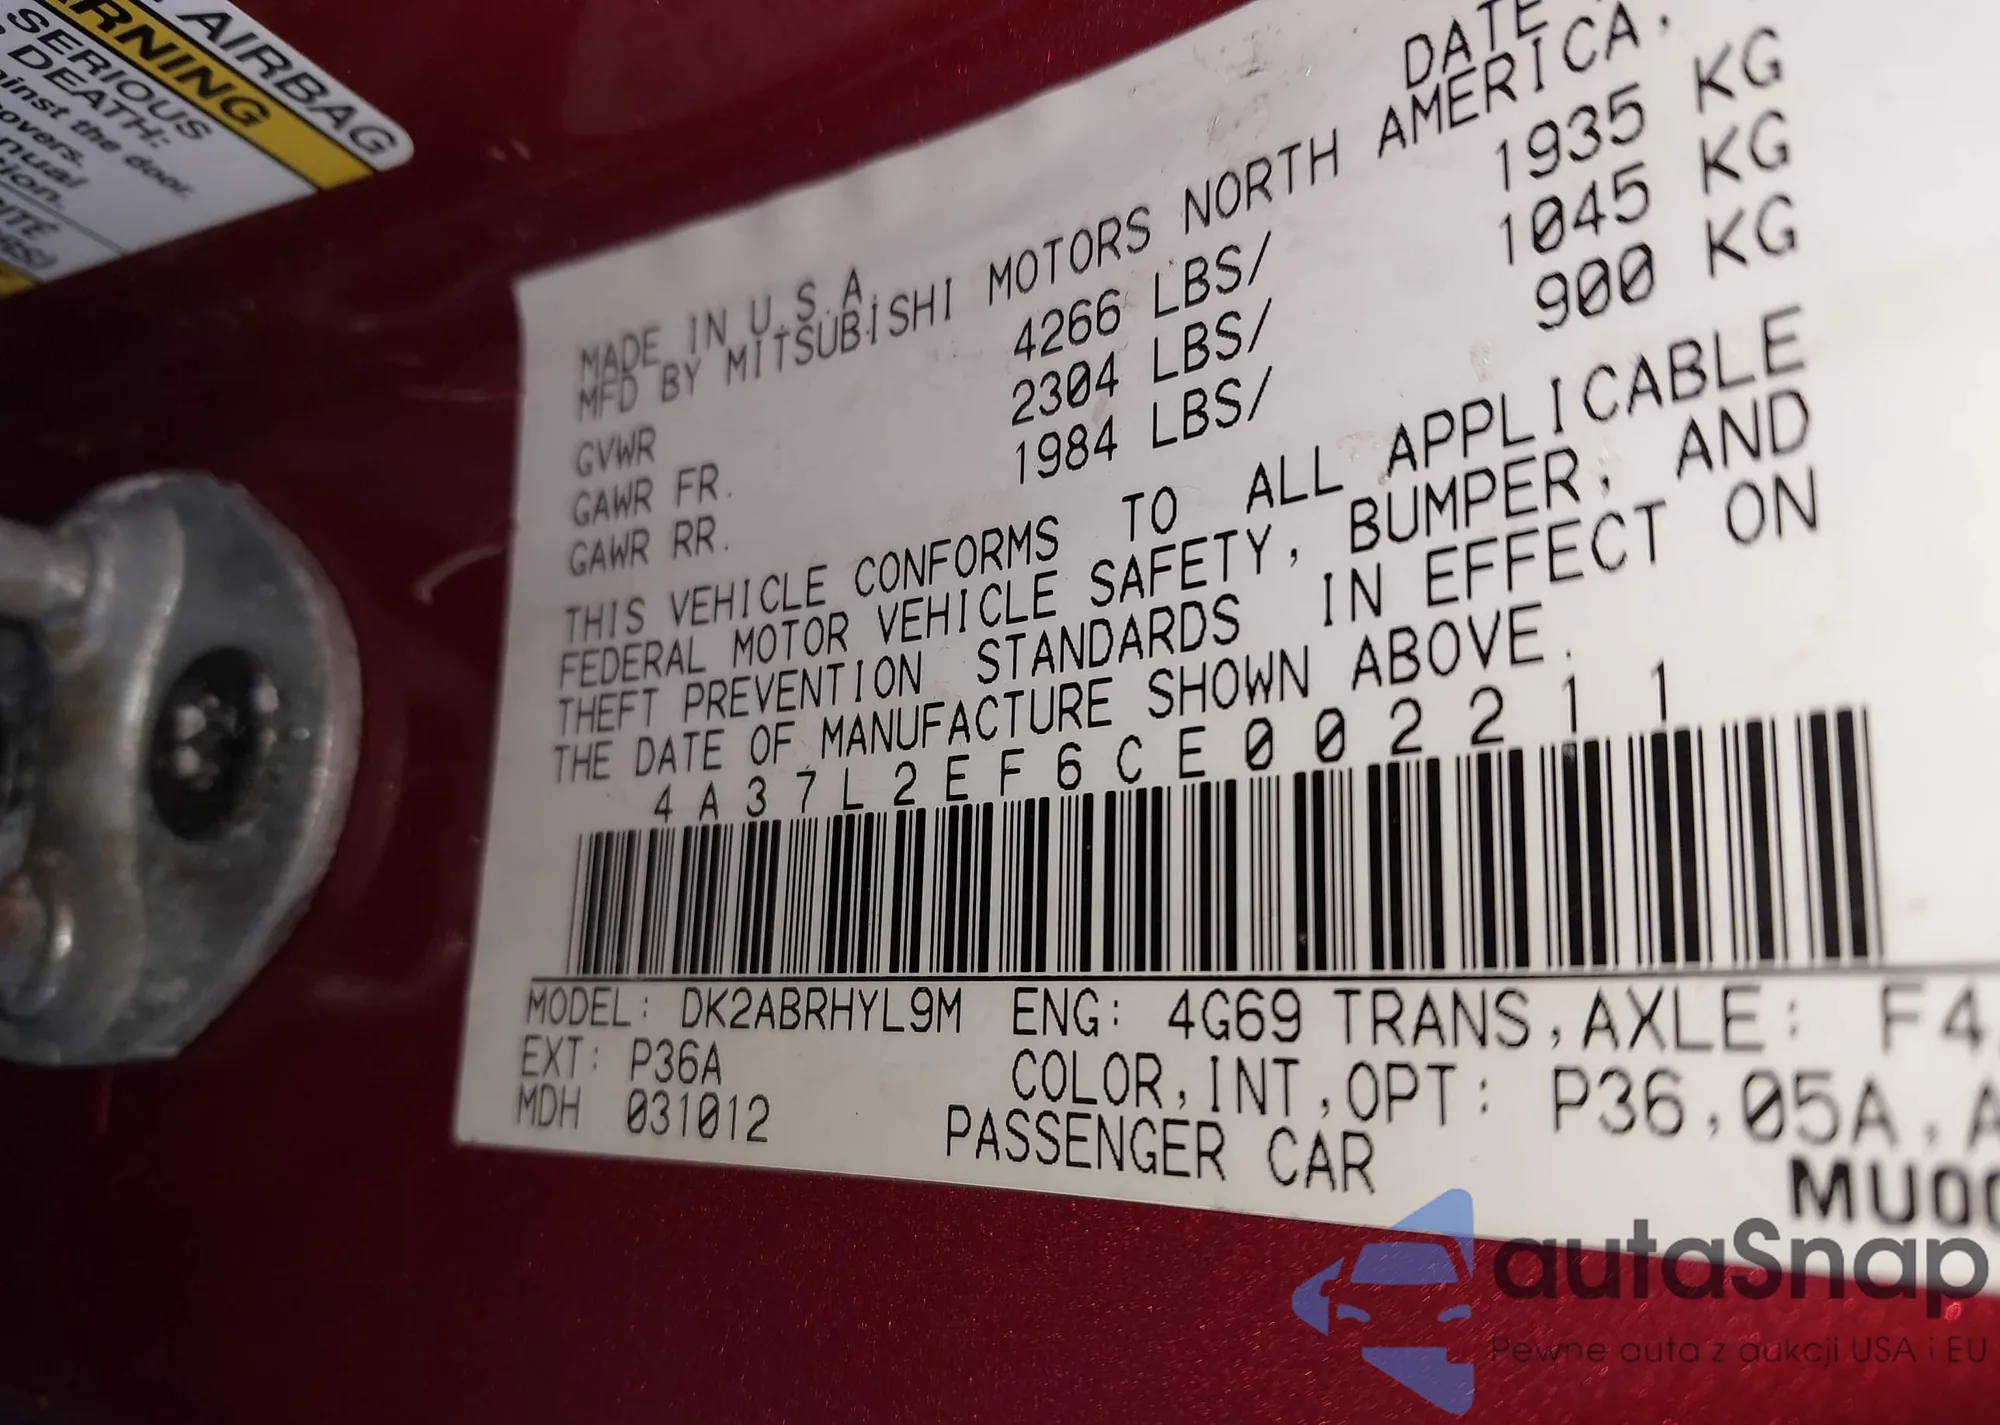 AIRBAG
SERIOUS
DEATH:
the door.
DATE
MADE IN U.S.A.
MFD BY MITSUBISHI MOTORS NORTH AMERICA,
GVWR 4266 LBS/ 1935 KG
GAWR FR. 2304 LBS/ 1045 KG
GAWR RR. 1984 LBS/ 900 KG
THIS VEHICLE CONFORMS TO ALL APPLICABLE
FEDERAL MOTOR VEHICLE SAFETY, BUMPER, AND
THEFT PREVENTION STANDARDS IN EFFECT ON
THE DATE OF MANUFACTURE SHOWN ABOVE.
4A37L2EF6CE002211
MODEL: DK2ABRHYL9M ENG: 4G69 TRANS,AXLE: F4
EXT: P36A COLOR,INT,OPT: P36,05A,A
MDH 031012 PASSENGER CAR
MU00
autaSnap
Pewne auta z aukcji USA i EU